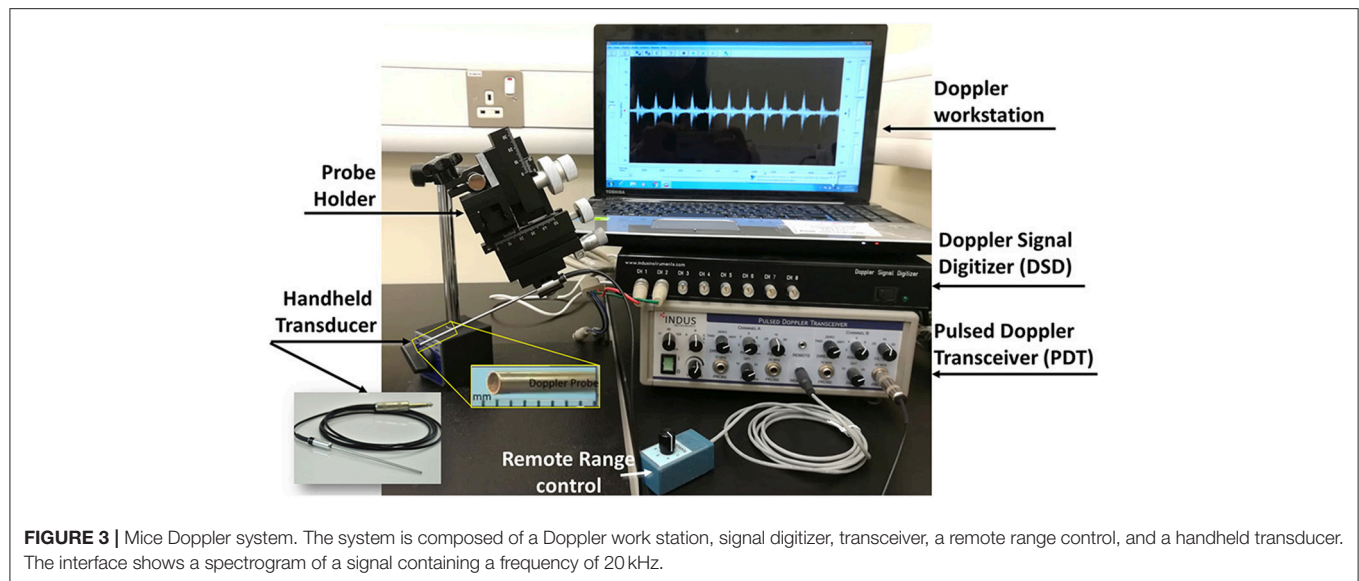 Doppler
workstation
Probe
Holder
TOSHIBA
www.indusinstruments.com
CH 1 CH 2 CH 3 CH 4 CH 5 CH 6 CH 7 CH 8
Doppler Signal Digitizer
Doppler Signal
Digitizer (DSD)
Handheld
Transducer
INDUS
PULSED DOPPLER TRANSCEIVER
CHANNEL A
CHANNEL B
REMOTE
PROBE
PROBE
Pulsed Doppler
Transceiver (PDT)
Doppler Probe
mm
Remote Range
control
FIGURE 3 | Mice Doppler system. The system is composed of a Doppler work station, signal digitizer, transceiver, a remote range control, and a handheld transducer.
The interface shows a spectrogram of a signal containing a frequency of 20 kHz.